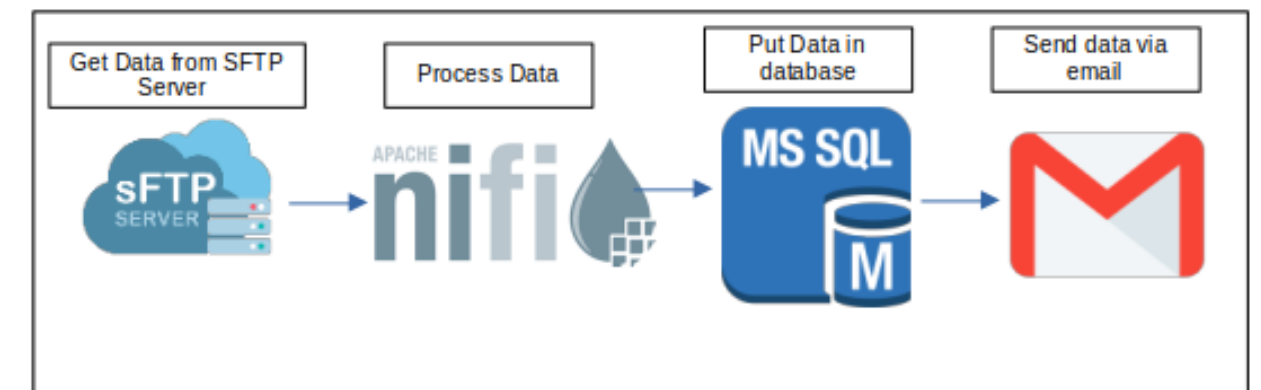 Get Data from SFTP
Server
Process Data
Put Data in
database
Send data via
email
sFTP
SERVER
APACHE
nifi
MS SQL
M